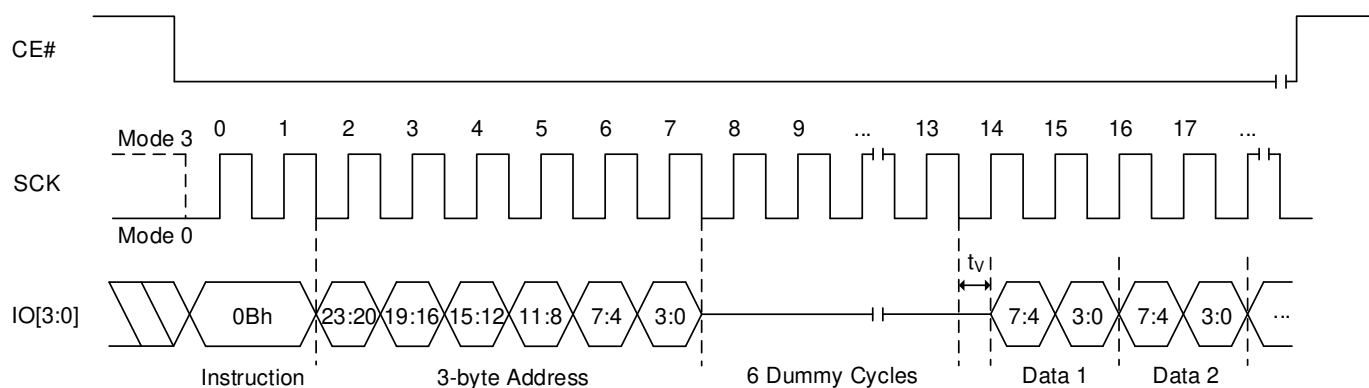 CE#
0 1 2 3 4 5 6 7 8 9 ... 13 14 15 16 17 ...
Mode 3
SCK
Mode 0
tV
IO[3:0] 0Bh 23:20 19:16 15:12 11:8 7:4 3:0 7:4 3:0 7:4 3:0 ...
Instruction 3-byte Address 6 Dummy Cycles Data 1 Data 2